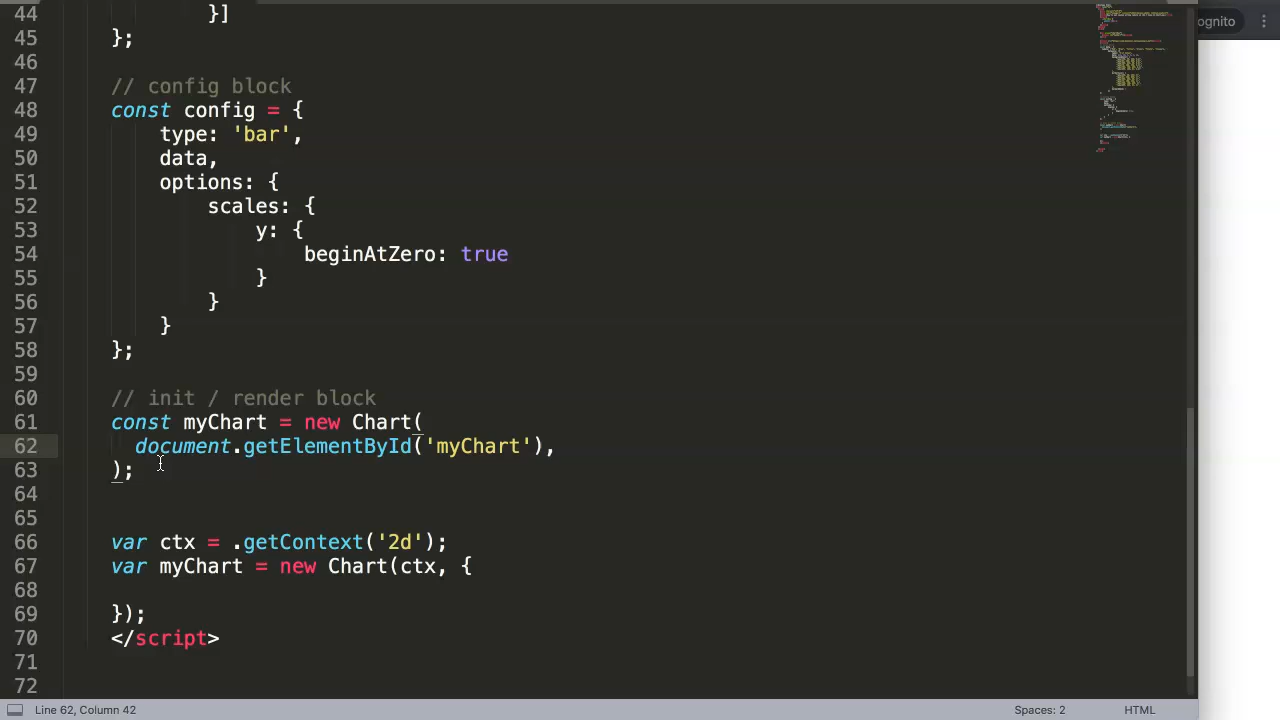 ognito
44 }]
45 };
46
47 // config block
48 const config = {
49 type: 'bar',
50 data,
51 options: {
52 scales: {
53 y: {
54 beginAtZero: true
55 }
56 }
57 }
58 };
59
60 // init / render block
61 const myChart = new Chart(
62 document.getElementById('myChart'),
63 );
64
65
66 var ctx = .getContext('2d');
67 var myChart = new Chart(ctx, {
68
69 });
70 </script>
71
72
Line 62, Column 42 Spaces: 2 HTML